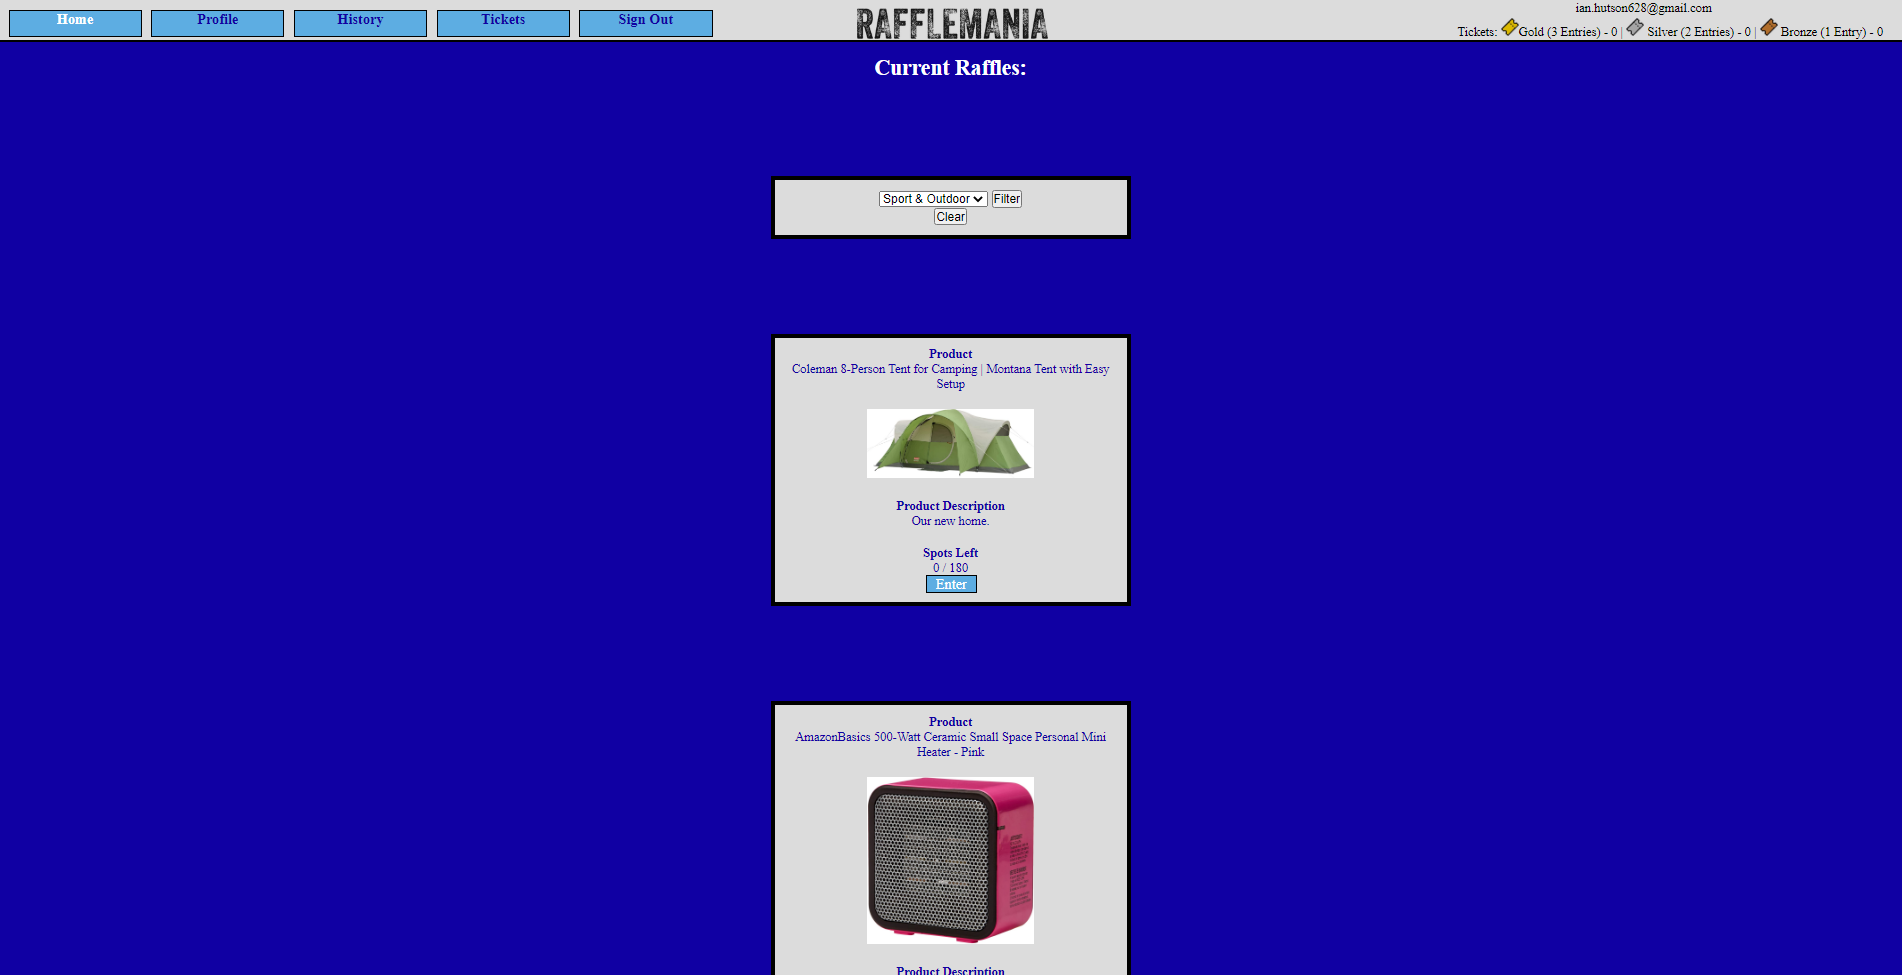 Home Profile History Tickets Sign Out
RAFFLEMANIA
ian.hutson628@gmail.com
Tickets: Gold (3 Entries) - 0 | Silver (2 Entries) - 0 | Bronze (1 Entry) - 0
Current Raffles:
Sport & Outdoor Filter
Clear
Product
Coleman 8-Person Tent for Camping | Montana Tent with Easy
Setup
Product Description
Our new home.
Spots Left
0 / 180
Enter
Product
AmazonBasics 500-Watt Ceramic Small Space Personal Mini
Heater - Pink
Product Description